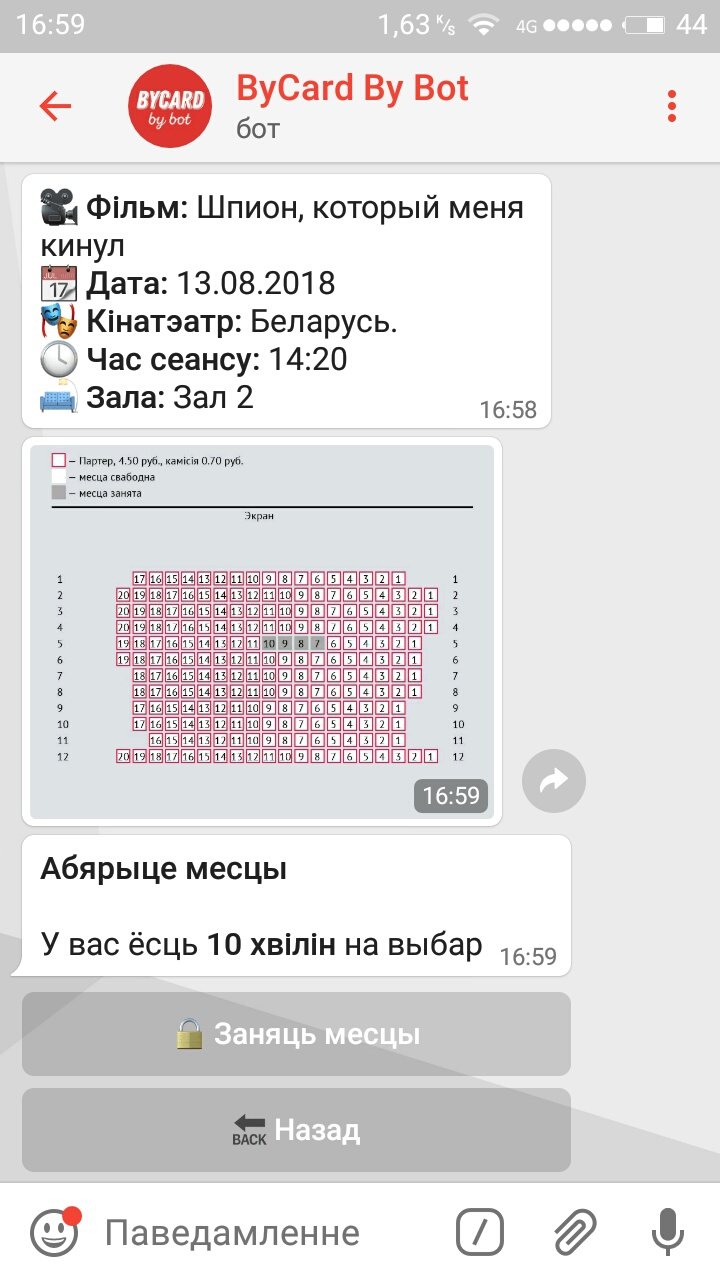 16:59
1,63 K/s
4G
44
BYCARD
by bot
ByCard By Bot
бот
Фільм: Шпион, который меня
кинул
JUL
17
Дата: 13.08.2018
Кінатэатр: Беларусь.
Час сеансу: 14:20
Зала: Зал 2
16:58
– Партер, 4.50 руб., камісія 0.70 руб.
– месца свабодна
– месца занята
Экран
1 17 16 15 14 13 12 11 10 9 8 7 6 5 4 3 2 1 1
2 20 19 18 17 16 15 14 13 12 11 10 9 8 7 6 5 4 3 2 1 2
3 20 19 18 17 16 15 14 13 12 11 10 9 8 7 6 5 4 3 2 1 3
4 20 19 18 17 16 15 14 13 12 11 10 9 8 7 6 5 4 3 2 1 4
5 19 18 17 16 15 14 13 12 11 10 9 8 7 6 5 4 3 2 1 5
6 19 18 17 16 15 14 13 12 11 10 9 8 7 6 5 4 3 2 1 6
7 18 17 16 15 14 13 12 11 10 9 8 7 6 5 4 3 2 1 7
8 18 17 16 15 14 13 12 11 10 9 8 7 6 5 4 3 2 1 8
9 17 16 15 14 13 12 11 10 9 8 7 6 5 4 3 2 1 9
10 17 16 15 14 13 12 11 10 9 8 7 6 5 4 3 2 1 10
11 16 15 14 13 12 11 10 9 8 7 6 5 4 3 2 1 11
12 20 19 18 17 16 15 14 13 12 11 10 9 8 7 6 5 4 3 2 1 12
16:59
Абярыце месцы
У вас ёсць 10 хвілін на выбар
16:59
Заняць месцы
BACK Назад
Паведамленне